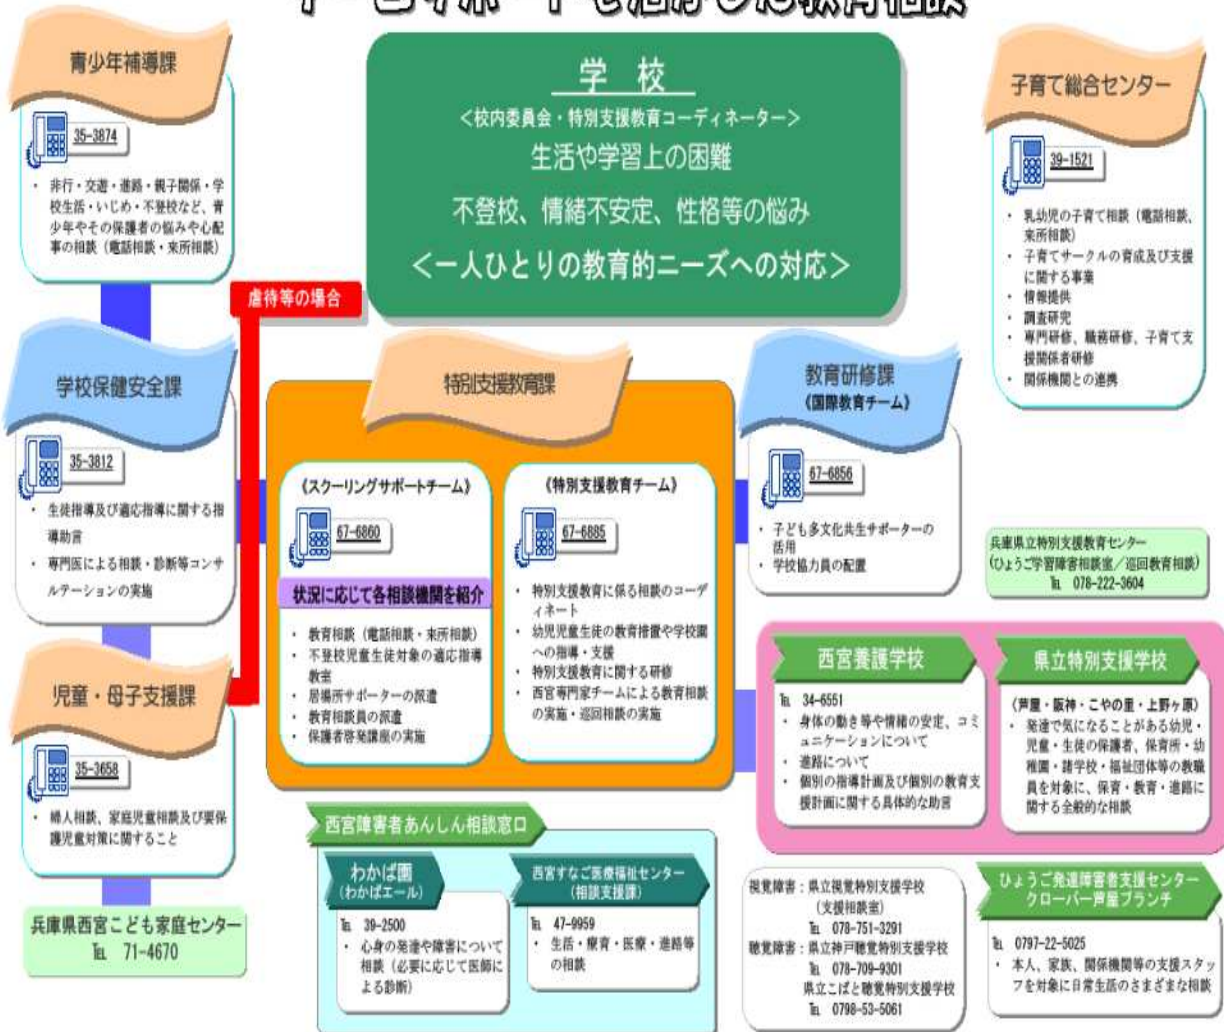 チームサポートを活かした教育相談
青少年補導課
35-3874
・ 非行・交遊・進路・親子関係・学
校生活・いじめ・不登校など、青
少年やその保護者の悩みや心配
事の相談（電話相談・来所相談）
学 校
＜校内委員会・特別支援教育コーディネーター＞
生活や学習上の困難
不登校、情緒不安定、性格等の悩み
＜一人ひとりの教育的ニーズへの対応＞
子育て総合センター
39-1521
・ 乳幼児の子育て相談（電話相談、
来所相談）
・ 子育てサークルの育成及び支援
に関する事業
・ 情報提供
・ 調査研究
・ 専門研修、職務研修、子育て支
援関係者研修
・ 関係機関との連携
虐待等の場合
学校保健安全課
35-3812
・ 生徒指導及び適応指導に関する指
導助言
・ 専門医による相談・診断等コンサ
ルテーションの実施
特別支援教育課
《スクーリングサポートチーム》
67-6860
状況に応じて各相談機関を紹介
・ 教育相談（電話相談・来所相談）
・ 不登校児童生徒対象の適応指導
教室
・ 居場所サポーターの派遣
・ 教育相談員の派遣
・ 保護者啓発講座の実施
《特別支援教育チーム》
67-6885
・ 特別支援教育に係る相談のコーデ
ィネート
・ 幼児児童生徒の教育措置や学校園
への指導・支援
・ 特別支援教育に関する研修
・ 西宮専門家チームによる教育相談
の実施・巡回相談の実施
教育研修課
《国際教育チーム》
67-6856
・ 子ども多文化共生サポーターの
活用
・ 学校協力員の配置
兵庫県立特別支援教育センター
(ひょうご学習障害相談室／巡回教育相談)
℡ 078-222-3604
児童・母子支援課
35-3658
・ 婦人相談、家庭児童相談及び要保
護児童対策に関すること
兵庫県西宮こども家庭センター
℡ 71-4670
西宮養護学校
℡ 34-6551
・ 身体の動き等や情緒の安定、コミ
ュニケーションについて
・ 進路について
・ 個別の指導計画及び個別の教育支
援計画に関する具体的な助言
県立特別支援学校
（芦屋・阪神・こやの里・上野ヶ原）
・ 発達で気になることがある幼児・
児童・生徒の保護者、保育所・幼
稚園・諸学校・福祉団体等の教職
員を対象に、保育・教育・進路に
関する全般的な相談
西宮障害者あんしん相談窓口
わかば園
(わかばエール)
℡ 39-2500
・ 心身の発達や障害について
相談（必要に応じて医師に
よる診断）
西宮すなご医療福祉センター
(相談支援課)
℡ 47-9959
・ 生活・療育・医療・進路等
の相談
視覚障害：県立視覚特別支援学校
(支援相談室)
℡ 078-751-3291
聴覚障害：県立神戸聴覚特別支援学校
℡ 078-709-9301
県立こばと聴覚特別支援学校
℡ 0798-53-5061
ひょうご発達障害者支援センター
クローバー芦屋ブランチ
℡ 0797-22-5025
・ 本人、家族、関係機関等の支援スタッ
フを対象に日常生活のさまざまな相談